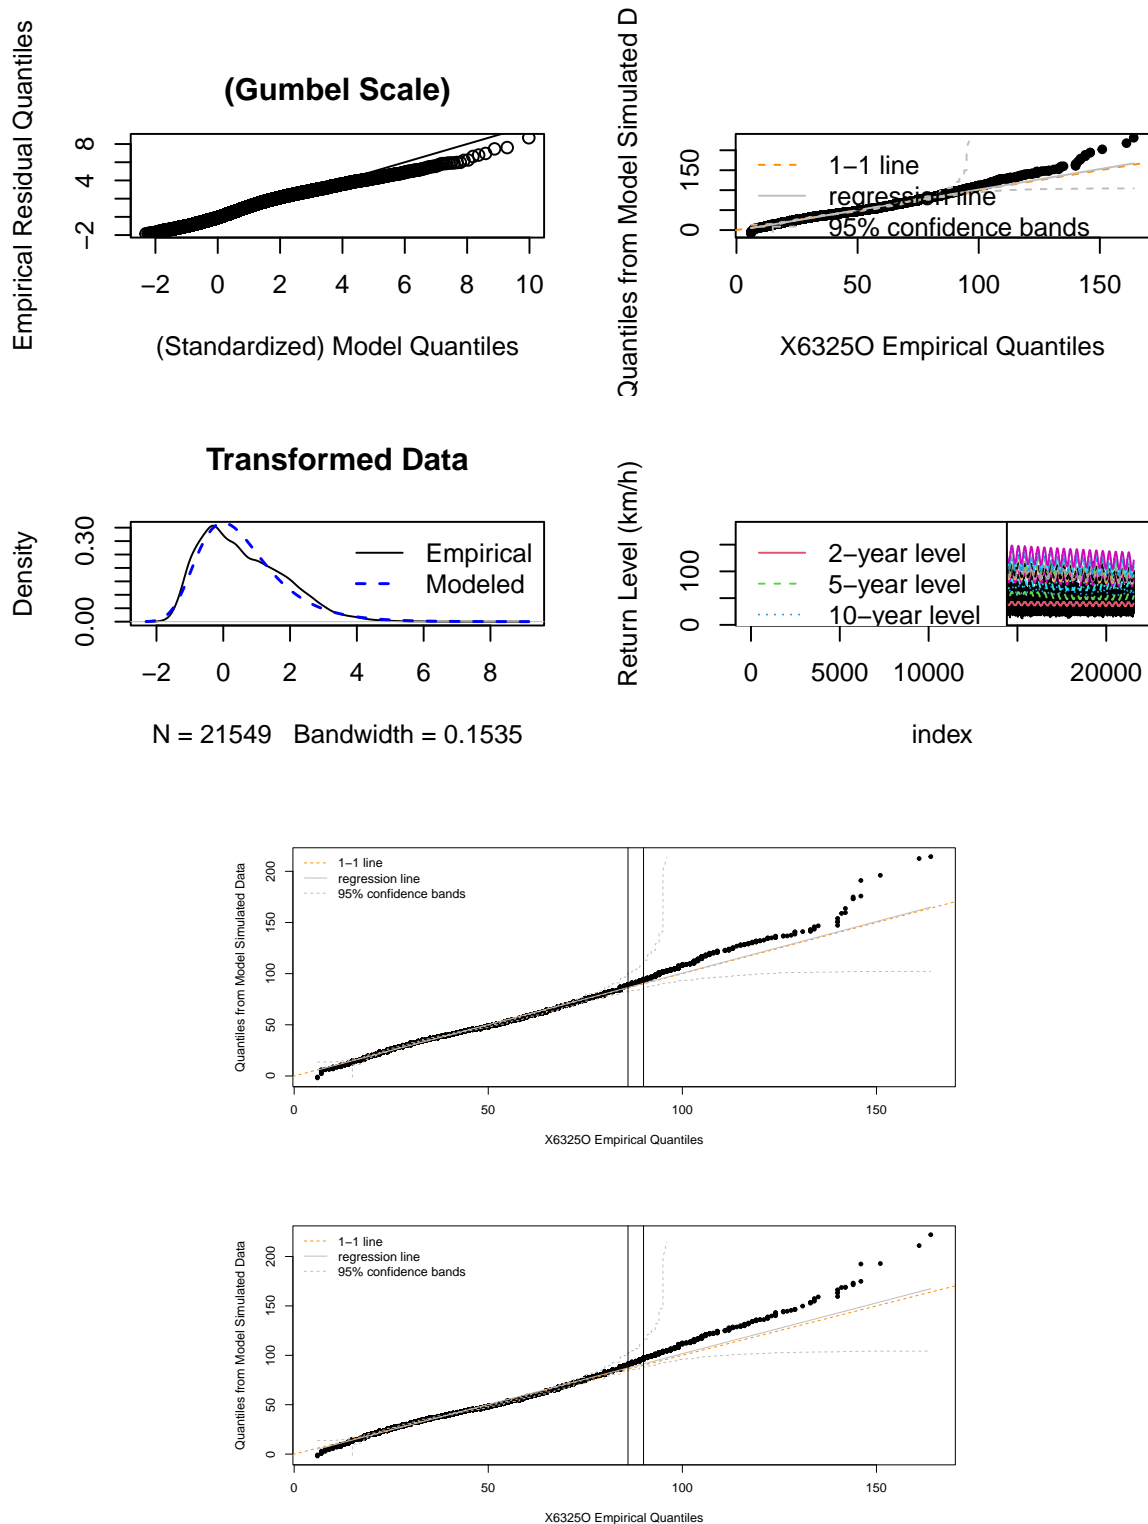 (Gumbel Scale)
Empirical Residual Quantiles
8
4
−2
−2 0 2 4 6 8 10
(Standardized) Model Quantiles
Quantiles from Model Simulated D
150
0
1−1 line
regression line
95% confidence bands
0 50 100 150
X6325O Empirical Quantiles
Transformed Data
Density
0.30
0.00
Empirical
Modeled
−2 0 2 4 6 8
N = 21549 Bandwidth = 0.1535
Return Level (km/h)
100
0
2−year level
5−year level
10−year level
0 5000 10000 20000
index
Quantiles from Model Simulated Data
200
150
100
50
0
1−1 line
regression line
95% confidence bands
0 50 100 150
X6325O Empirical Quantiles
Quantiles from Model Simulated Data
200
150
100
50
0
1−1 line
regression line
95% confidence bands
0 50 100 150
X6325O Empirical Quantiles